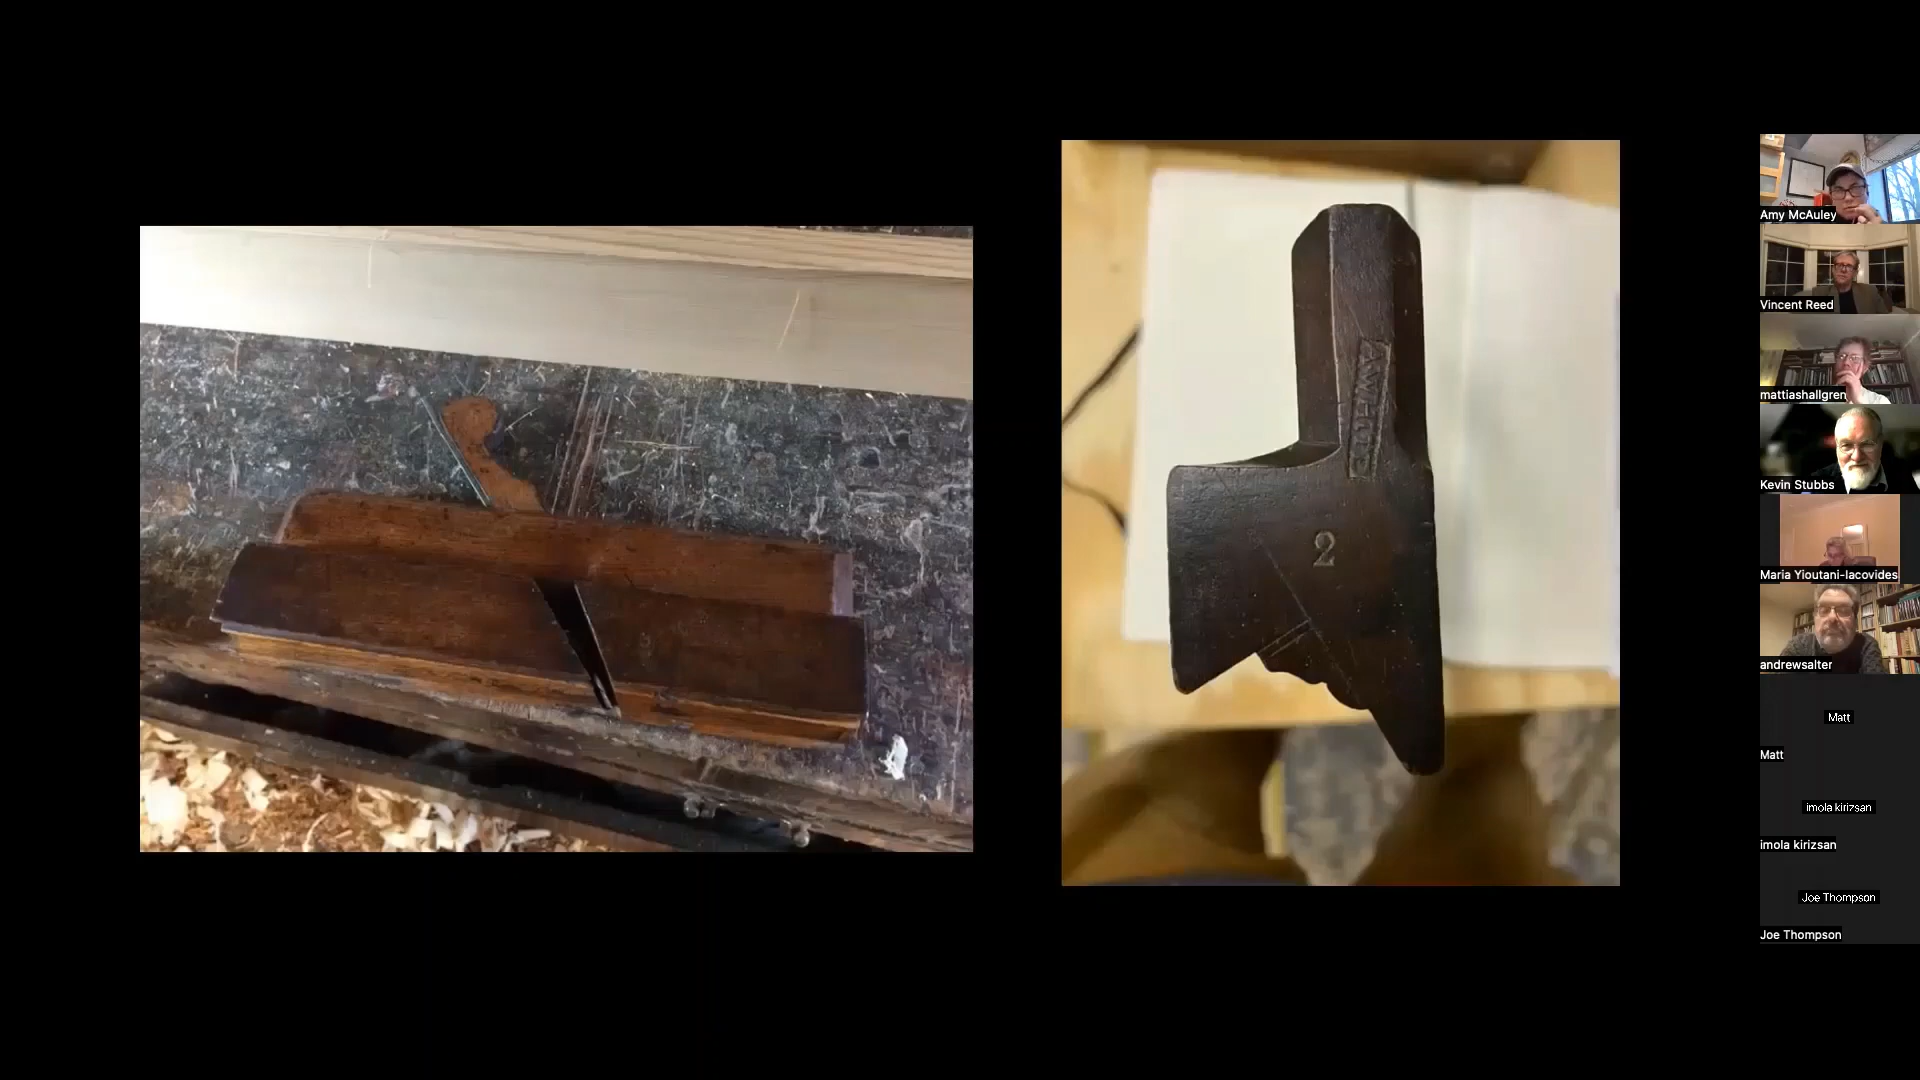 2
Amy McAuley
Vincent Reed
mattiashallgren
Kevin Stubbs
Maria Yioutani-Iacovides
andrewsalter
Matt
Matt
imola kirizsan
imola kirizsan
Joe Thompson
Joe Thompson